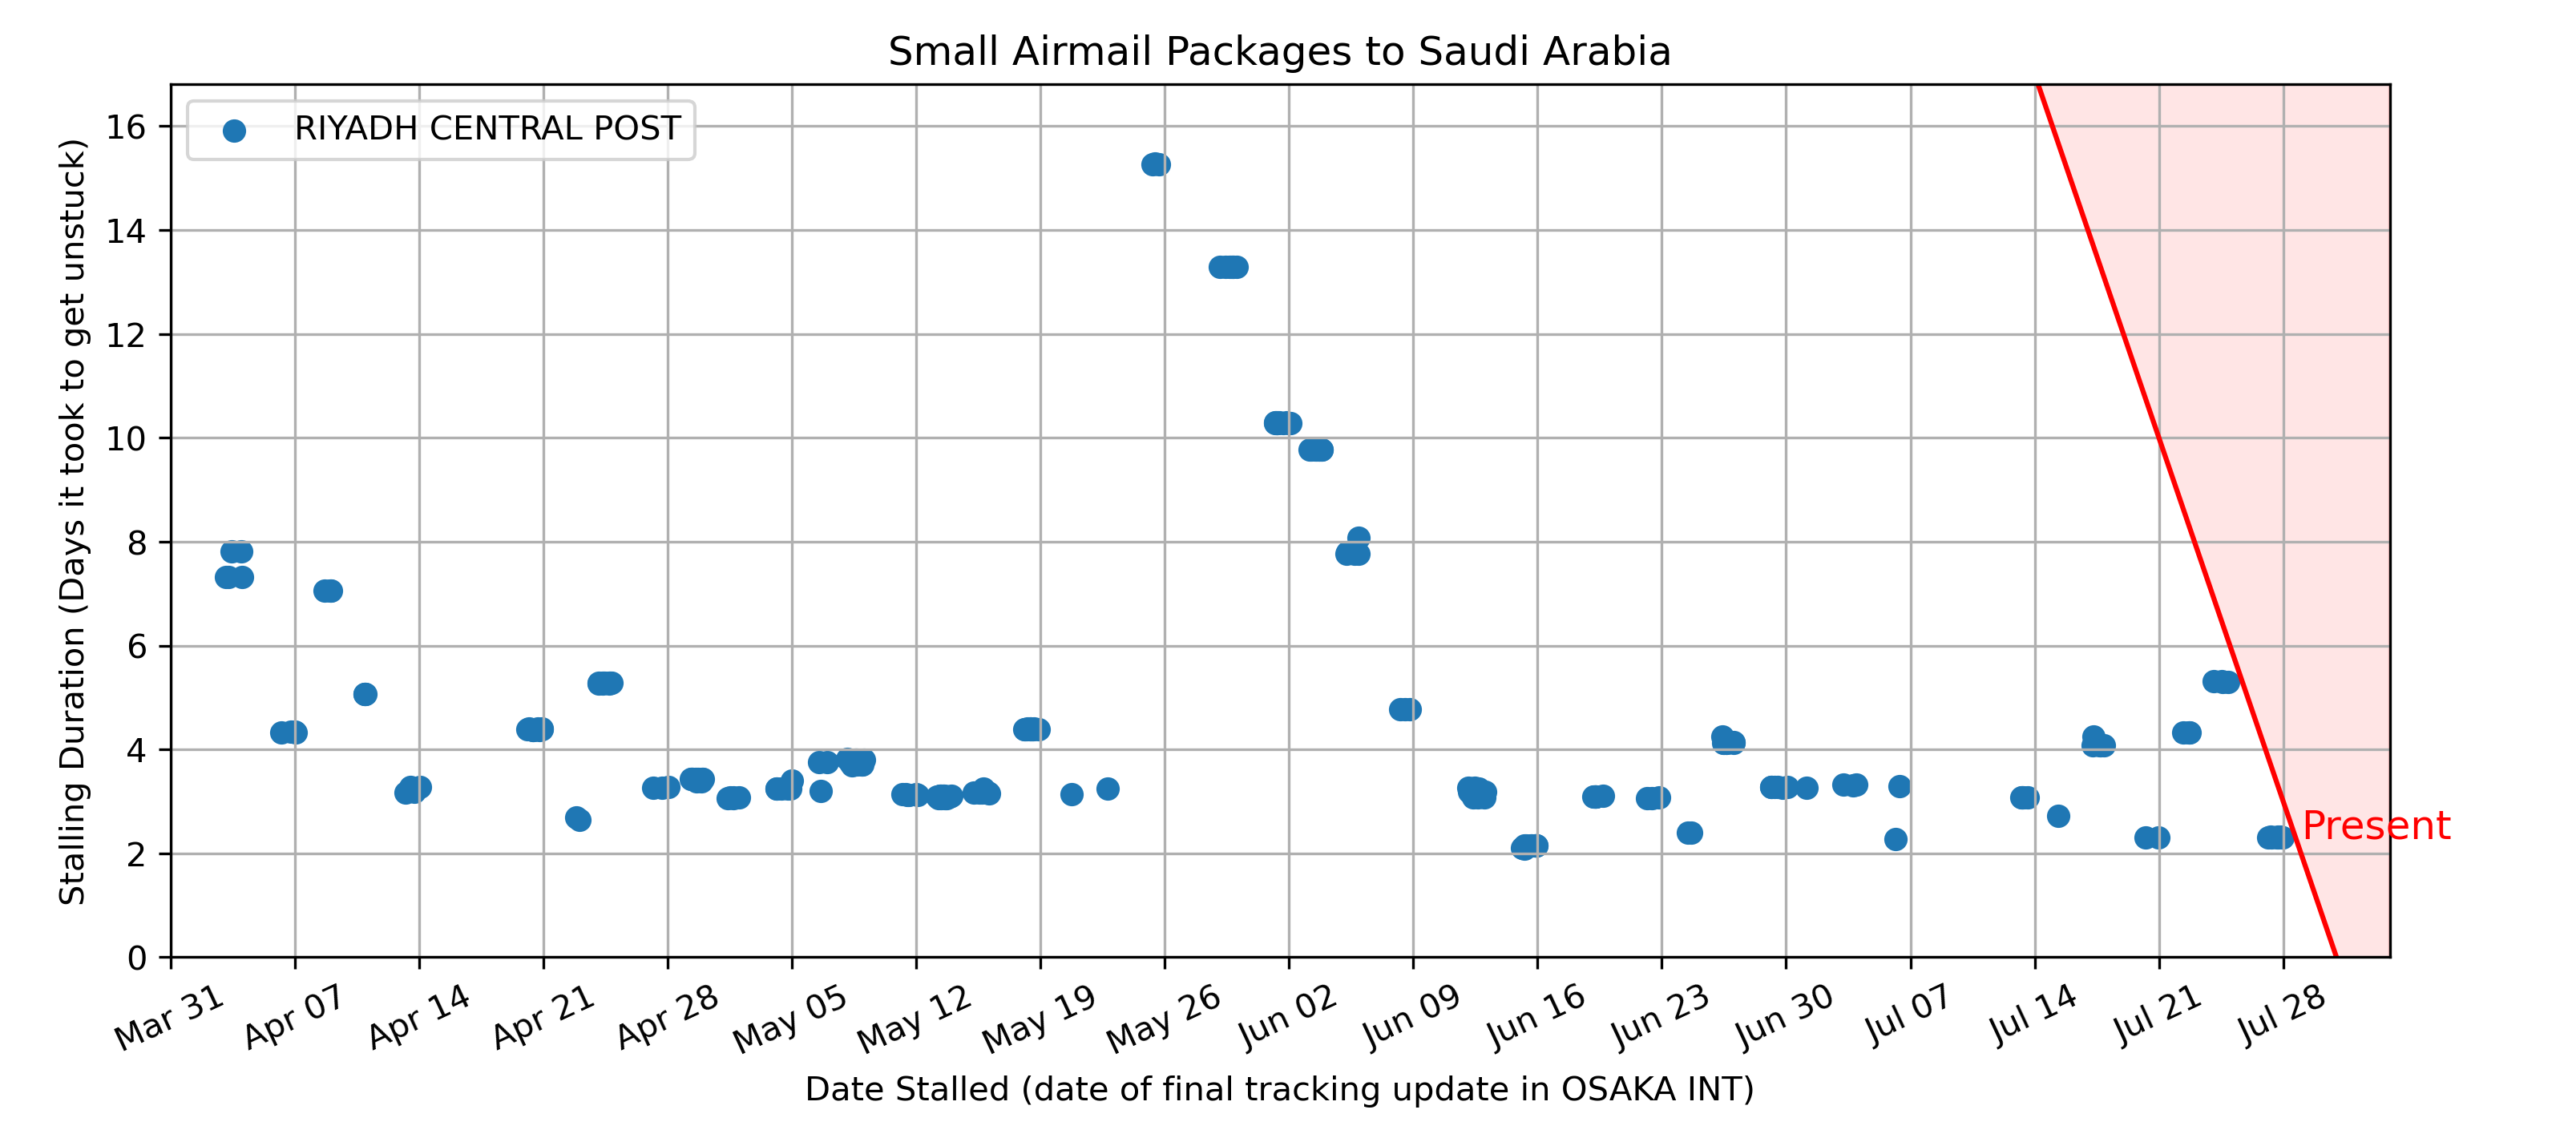 Small Airmail Packages to Saudi Arabia
RIYADH CENTRAL POST
Stalling Duration (Days it took to get unstuck)
16
14
12
10
8
6
4
2
0
Present
Mar 31
Apr 07
Apr 14
Apr 21
Apr 28
May 05
May 12
May 19
May 26
Jun 02
Jun 09
Jun 16
Jun 23
Jun 30
Jul 07
Jul 14
Jul 21
Jul 28
Date Stalled (date of final tracking update in OSAKA INT)